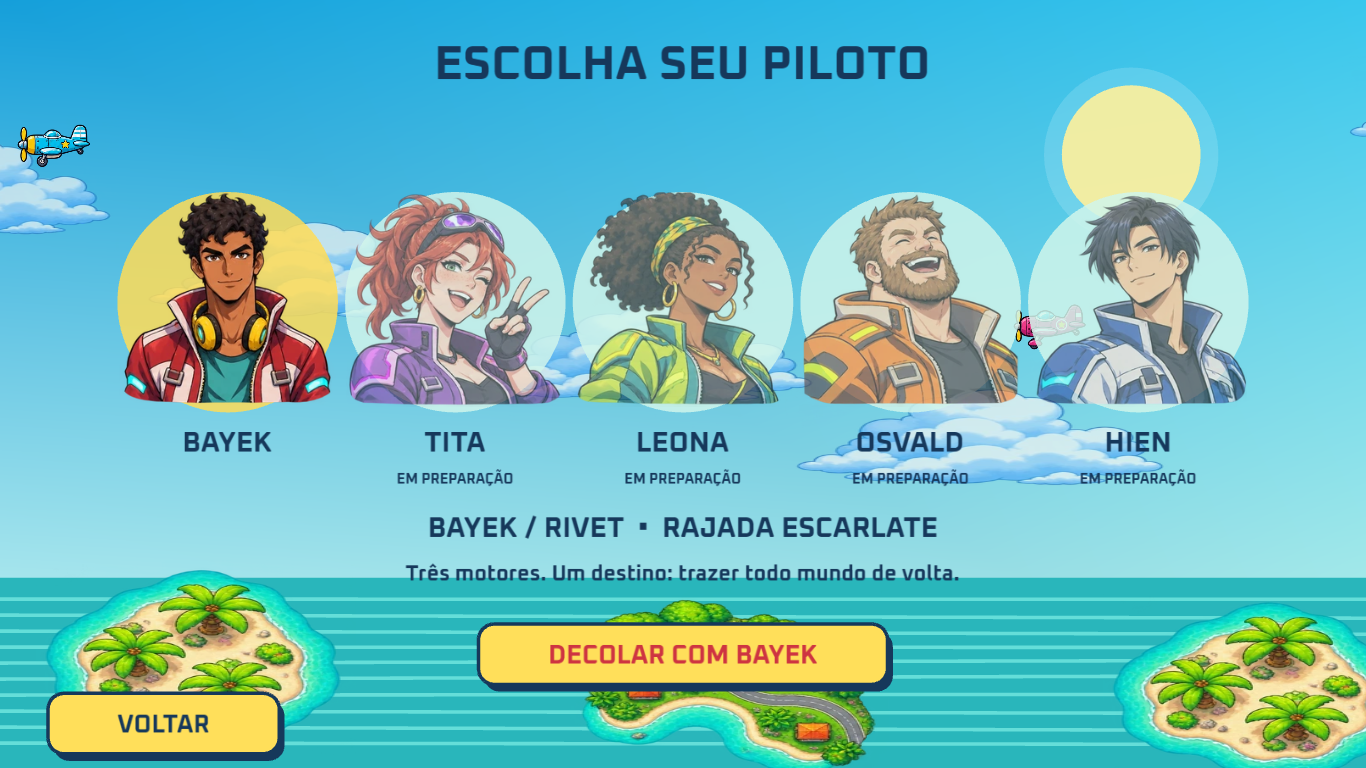 ESCOLHA SEU PILOTO
BAYEK
TITA
LEONA
OSVALD
HIEN
EM PREPARAÇÃO
EM PREPARAÇÃO
EM PREPARAÇÃO
EM PREPARAÇÃO
BAYEK / RIVET · RAJADA ESCARLATE
Três motores. Um destino: trazer todo mundo de volta.
DECOLAR COM BAYEK
VOLTAR